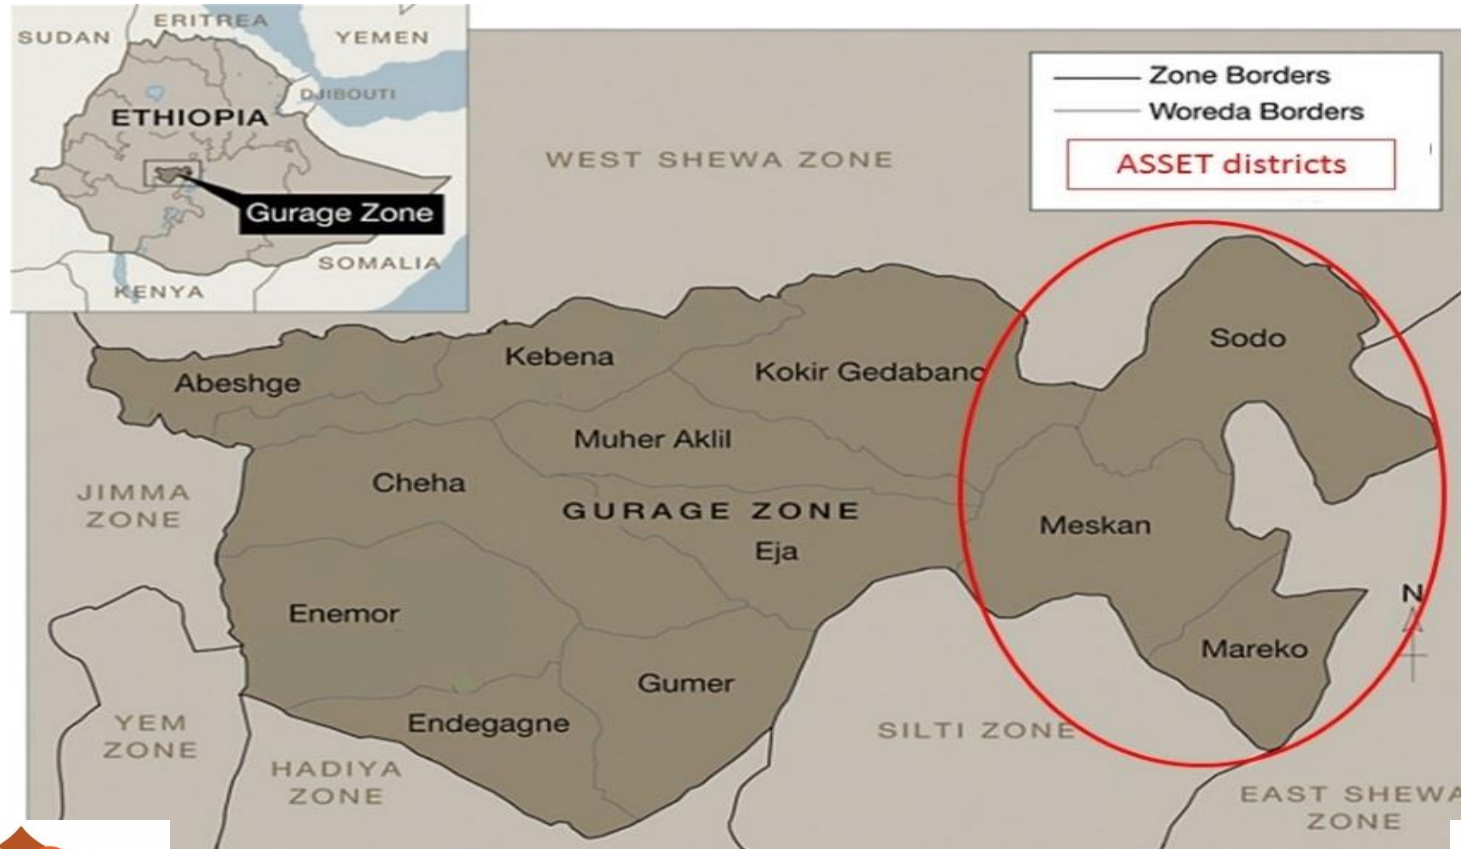 ERITREA
SUDAN
YEMEN
DJIBOUTI
ETHIOPIA
Gurage Zone
SOMALIA
KENYA
Zone Borders
Woreda Borders
ASSET districts
WEST SHEWA ZONE
Sodo
Kebena
Kokir Gedabano
Abeshge
Muher Aklil
Cheha
JIMMA
ZONE
GURAGE ZONE
Meskan
Eja
Enemor
N
Mareko
Gumer
Endegagne
YEM
ZONE
SILTI ZONE
HADIYA
ZONE
EAST SHEWA
ZONE